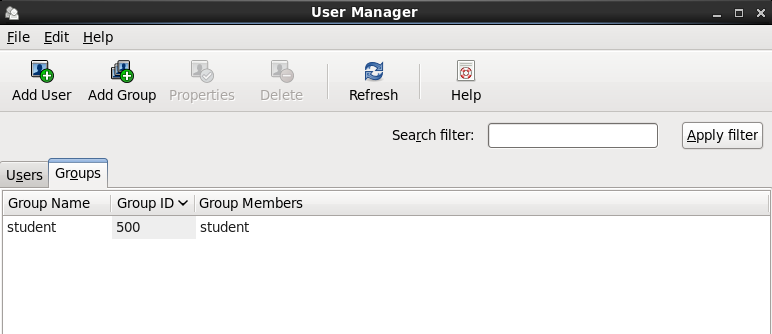 User Manager
File Edit Help
Add User Add Group Properties Delete Refresh Help
Search filter: Apply filter
Users Groups
Group Name Group ID Group Members
student 500 student